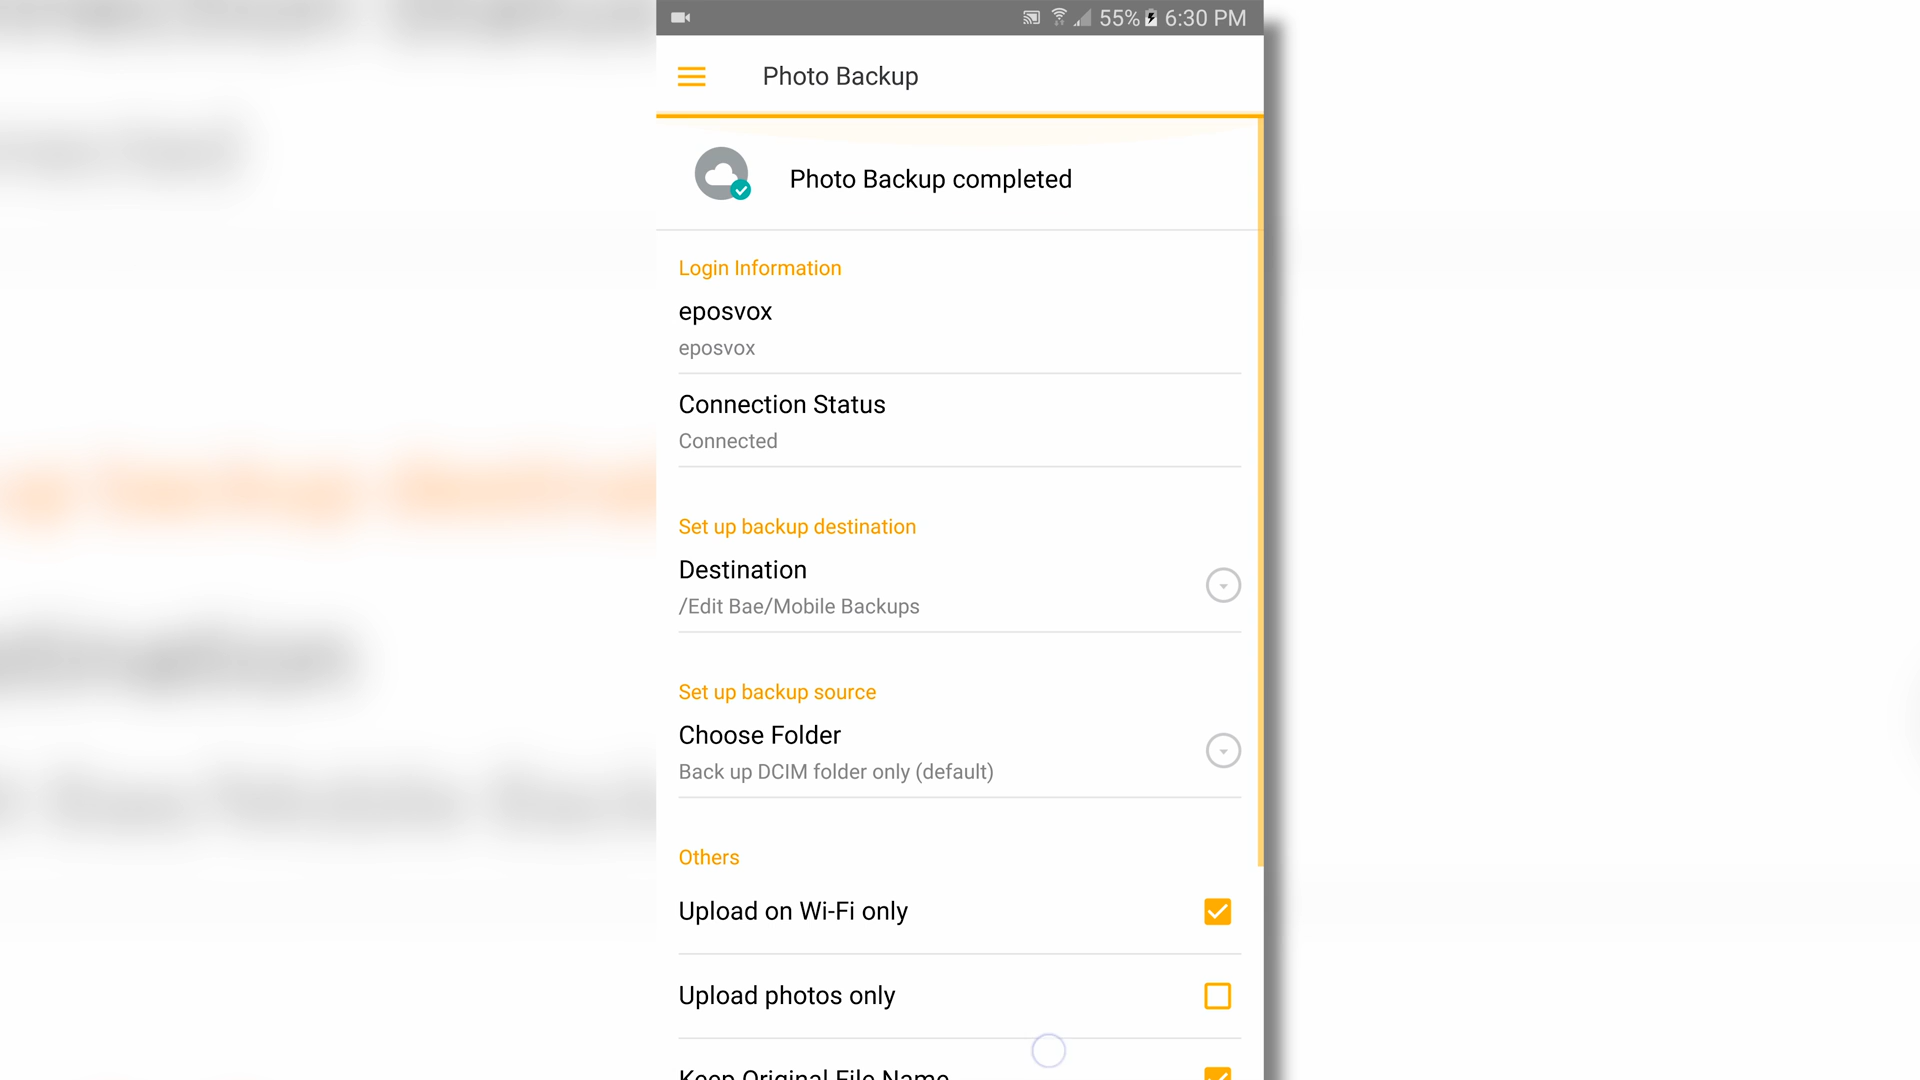 55% 6:30 PM
Photo Backup
Photo Backup completed
Login Information
eposvox
eposvox
Connection Status
Connected
Set up backup destination
Destination
/Edit Bae/Mobile Backups
Set up backup source
Choose Folder
Back up DCIM folder only (default)
Others
Upload on Wi-Fi only
Upload photos only
Keep Original File Name